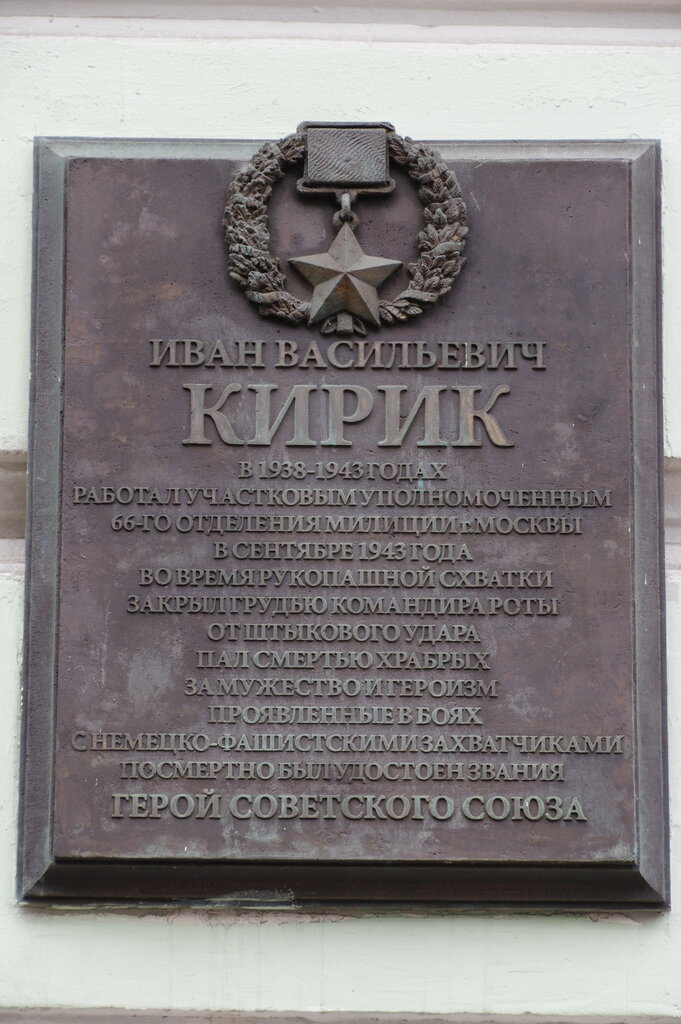 ИВАН ВАСИЛЬЕВИЧ
КИРИК
В 1938-1943 ГОДАХ
РАБОТАЛ УЧАСТКОВЫМ УПОЛНОМОЧЕННЫМ
66-ГО ОТДЕЛЕНИЯ МИЛИЦИИ г. МОСКВЫ
В СЕНТЯБРЕ 1943 ГОДА
ВО ВРЕМЯ РУКОПАШНОЙ СХВАТКИ
ЗАКРЫЛ ГРУДЬЮ КОМАНДИРА РОТЫ
ОТ ШТЫКОВОГО УДАРА
ПАЛ СМЕРТЬЮ ХРАБРЫХ
ЗА МУЖЕСТВО И ГЕРОИЗМ
ПРОЯВЛЕННЫЕ В БОЯХ
С НЕМЕЦКО-ФАШИСТСКИМИ ЗАХВАТЧИКАМИ
ПОСМЕРТНО БЫЛ УДОСТОЕН ЗВАНИЯ
ГЕРОЙ СОВЕТСКОГО СОЮЗА